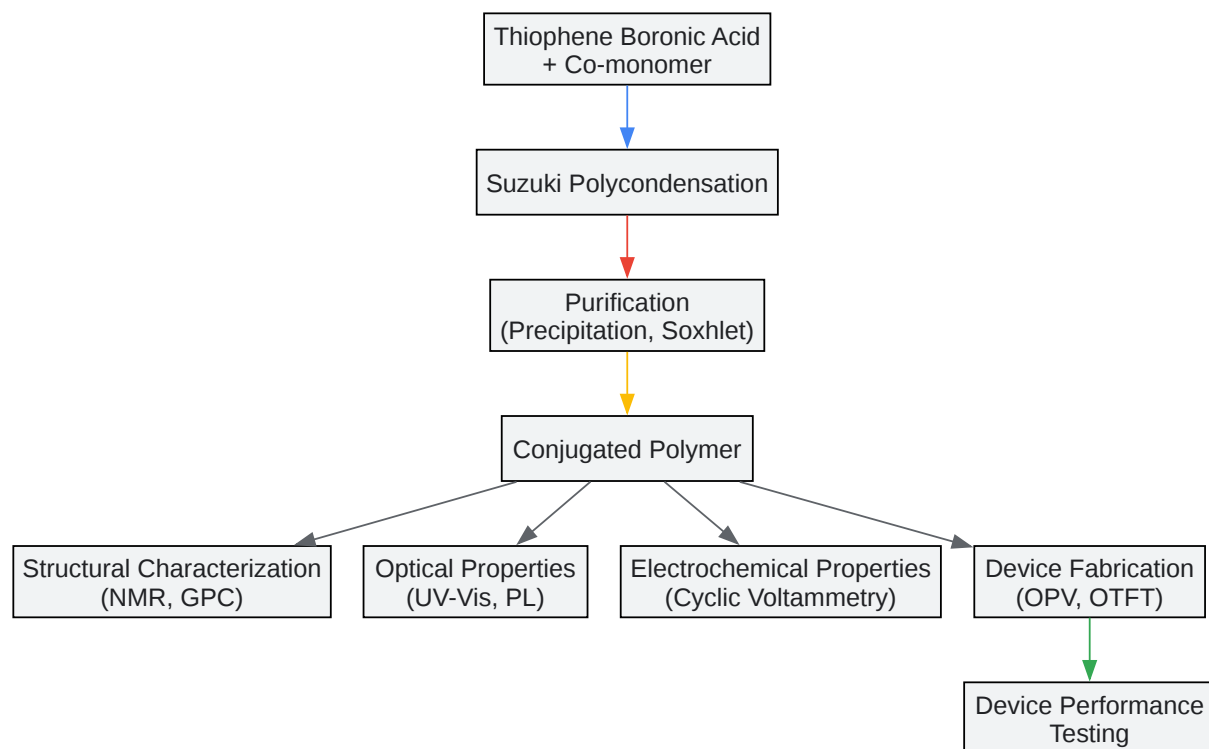 Thiophene Boronic Acid
+ Co-monomer
Suzuki Polycondensation
Purification
(Precipitation, Soxhlet)
Conjugated Polymer
Structural Characterization
(NMR, GPC)
Optical Properties
(UV-Vis, PL)
Electrochemical Properties
(Cyclic Voltammetry)
Device Fabrication
(OPV, OTFT)
Device Performance
Testing